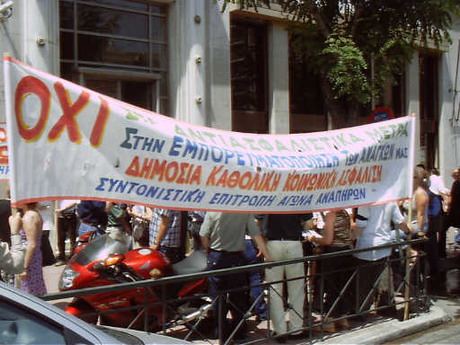 ΟΧΙ
ΑΝΤΙΑΣΦΑΛΙΣΤΙΚΑ ΜΕΤΡΑ
ΣΤΗΝ ΕΜΠΟΡΕΥΜΑΤΟΠΟΙΗΣΗ ΤΩΝ ΑΝΑΓΚΩΝ ΜΑΣ
ΔΗΜΟΣΙΑ ΚΑΘΟΛΙΚΗ ΚΟΙΝΩΝΙΚΗ ΑΣΦΑΛΙΣΗ
ΣΥΝΤΟΝΙΣΤΙΚΗ ΕΠΙΤΡΟΠΗ ΑΓΩΝΑ ΑΝΑΠΗΡΩΝ